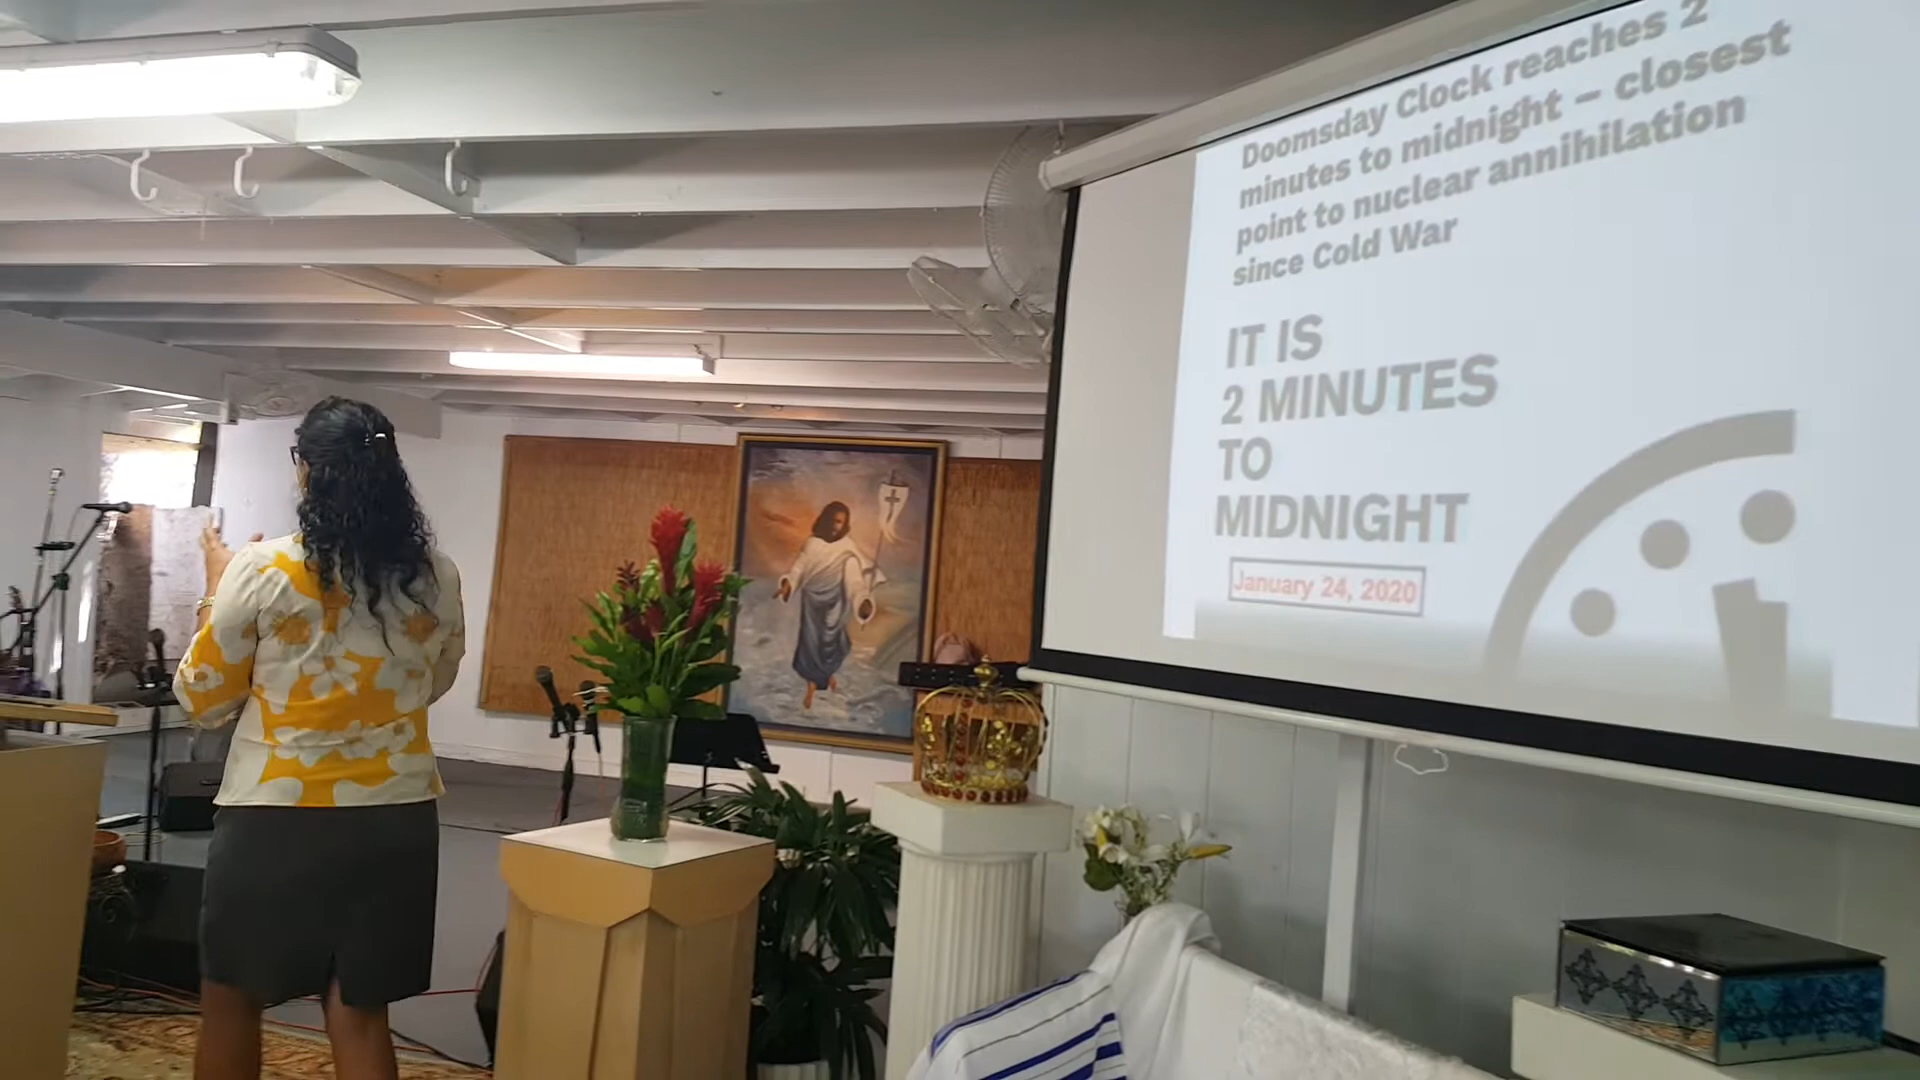 Doomsday Clock reaches 2
minutes to midnight – closest
point to nuclear annihilation
since Cold War
IT IS
2 MINUTES
TO
MIDNIGHT
January 24, 2020